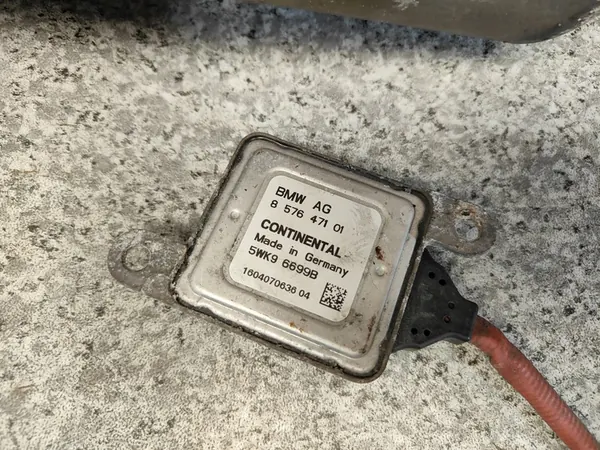 BMW AG
8 576 471 01
CONTINENTAL
Made in Germany
5WK9 6699B
1604070636 04